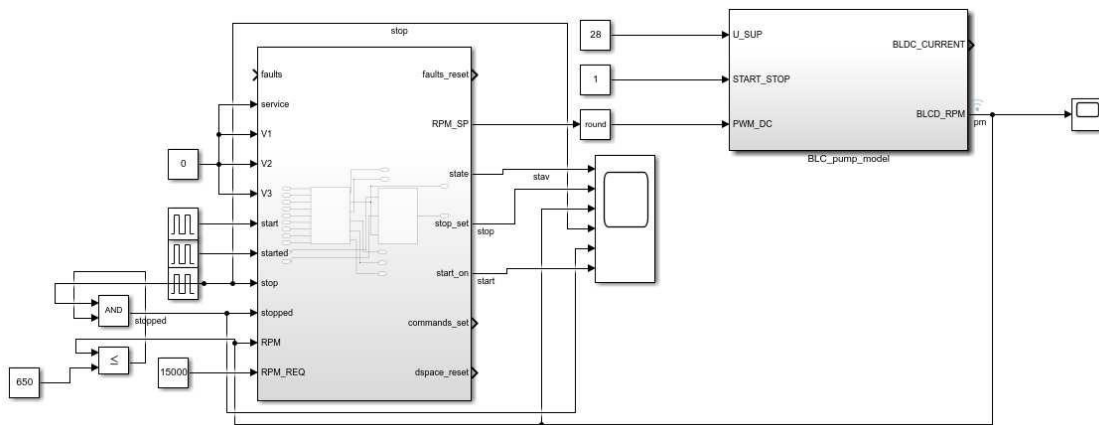 stop
faults
service
V1
V2
V3
start
started
stop
stopped
RPM
RPM_REQ
faults_reset
RPM_SP
state
stop_set
start_on
commands_set
dspace_reset
0
AND
stopped
≤
650
15000
stav
stop
start
28
1
round
U_SUP
START_STOP
PWM_DC
BLDC_CURRENT
BLCD_RPM
BLC_pump_model
rpm